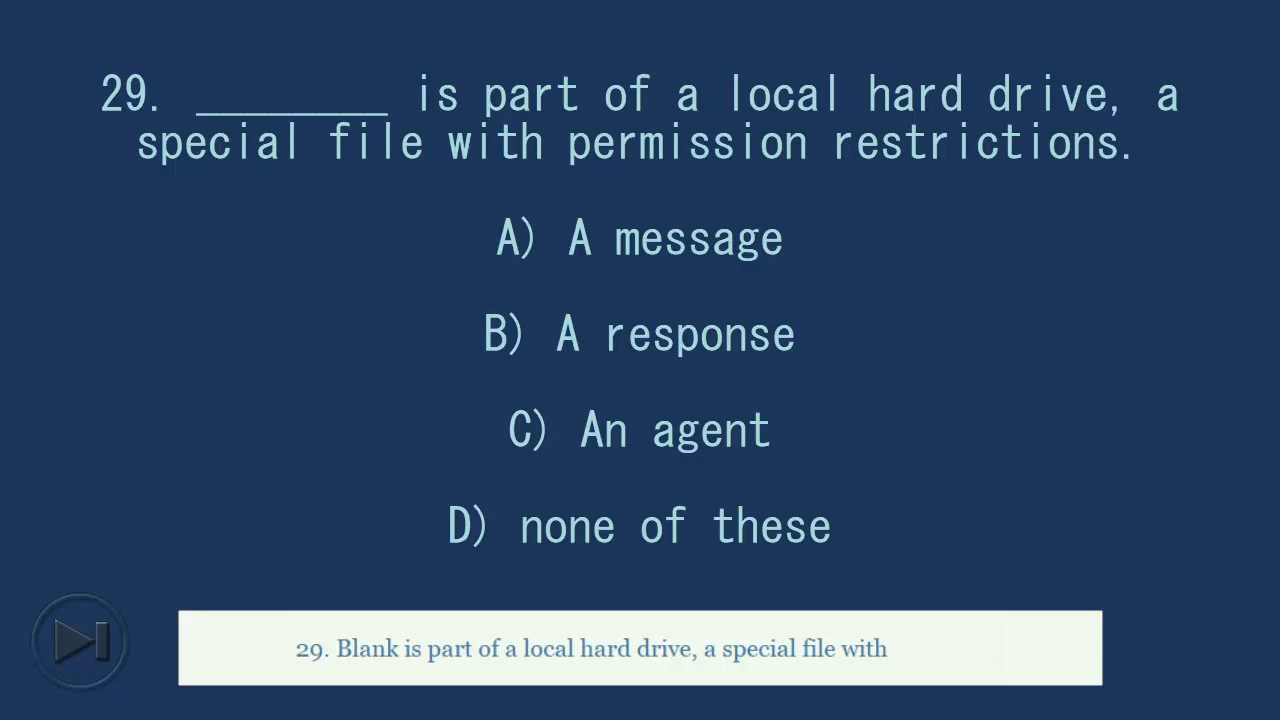 29. ________ is part of a local hard drive, a
special file with permission restrictions.
A) A message
B) A response
C) An agent
D) none of these
29. Blank is part of a local hard drive, a special file with